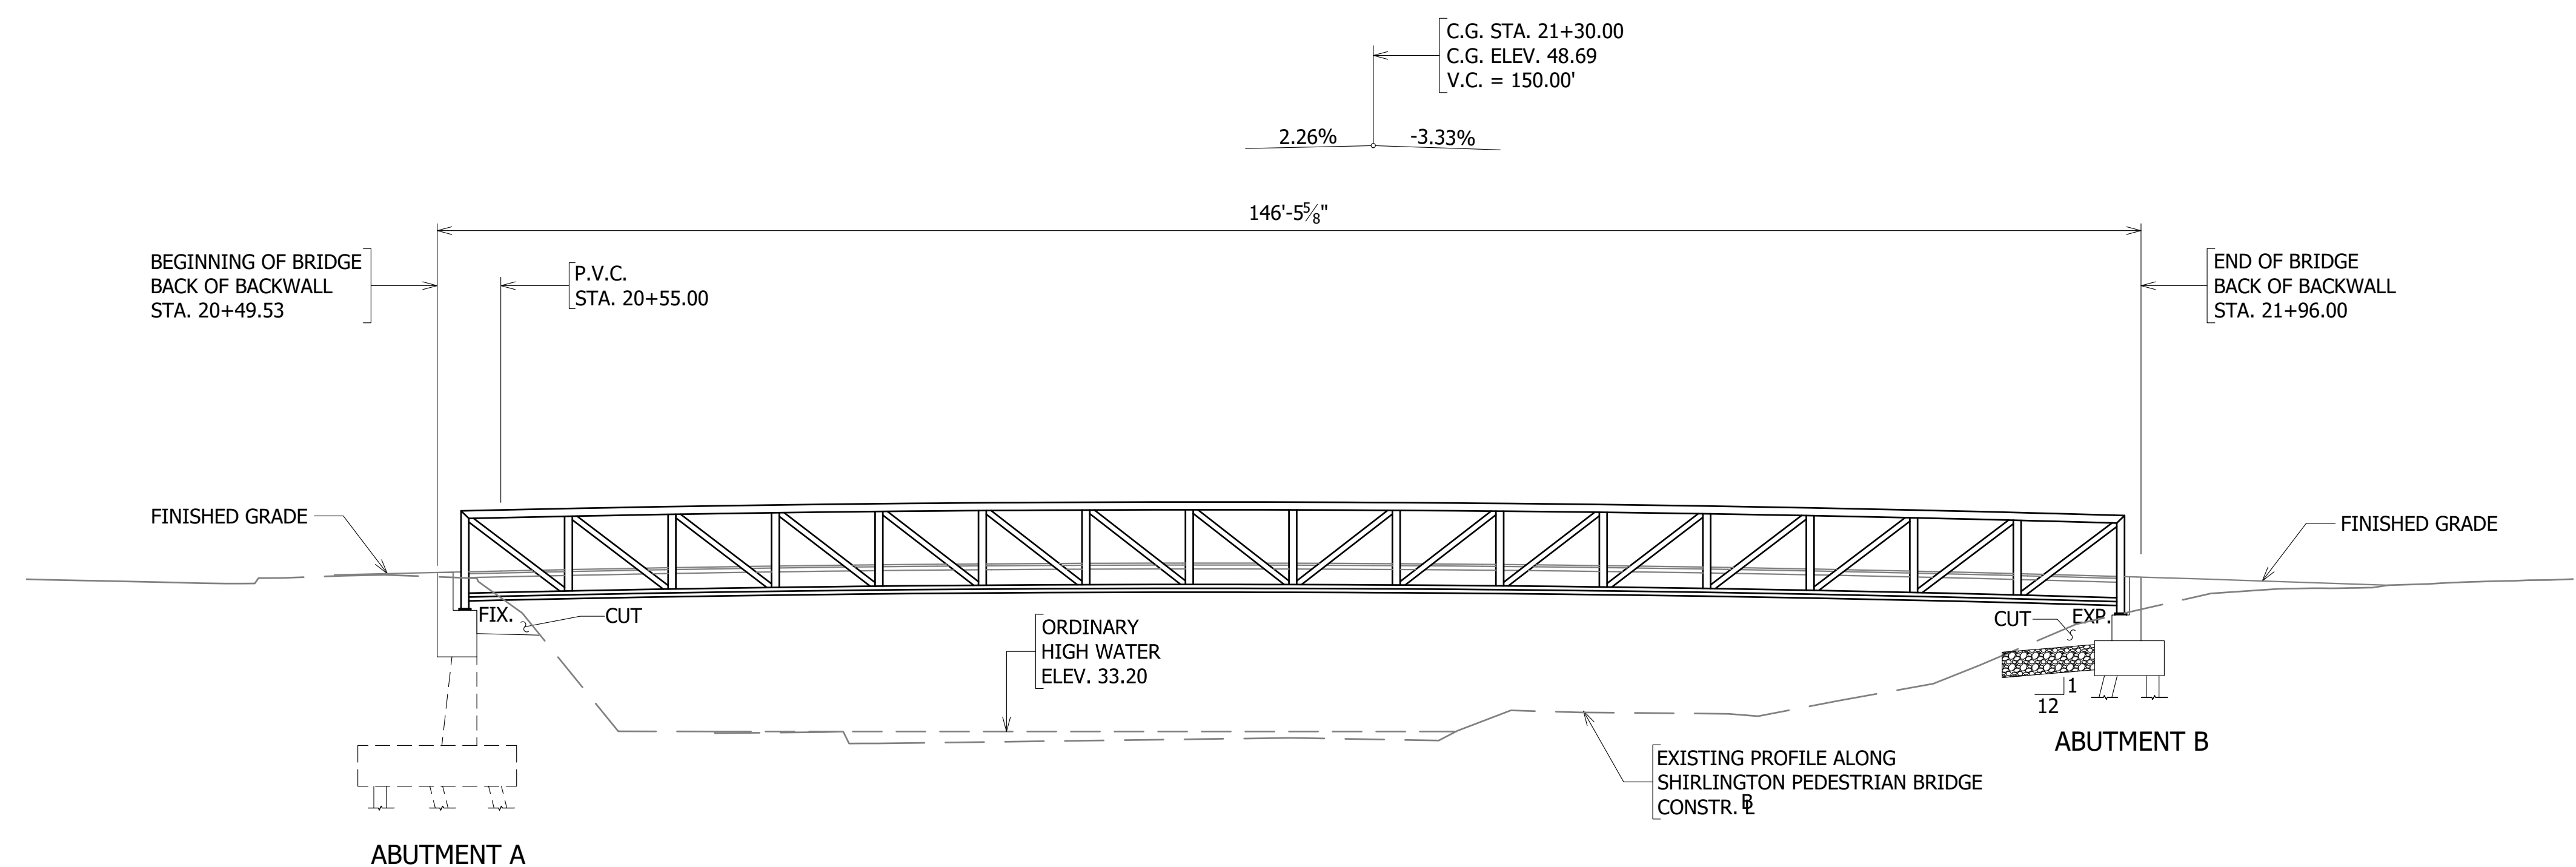 C.G. STA. 21+30.00
C.G. ELEV. 48.69
V.C. = 150.00'
2.26%
-3.33%
146'-5⅝"
BEGINNING OF BRIDGE
BACK OF BACKWALL
STA. 20+49.53
P.V.C.
STA. 20+55.00
END OF BRIDGE
BACK OF BACKWALL
STA. 21+96.00
FINISHED GRADE
FINISHED GRADE
FIX.
CUT
CUT
EXP.
ORDINARY
HIGH WATER
ELEV. 33.20
1
12
ABUTMENT B
EXISTING PROFILE ALONG
SHIRLINGTON PEDESTRIAN BRIDGE
CONSTR. BL
ABUTMENT A